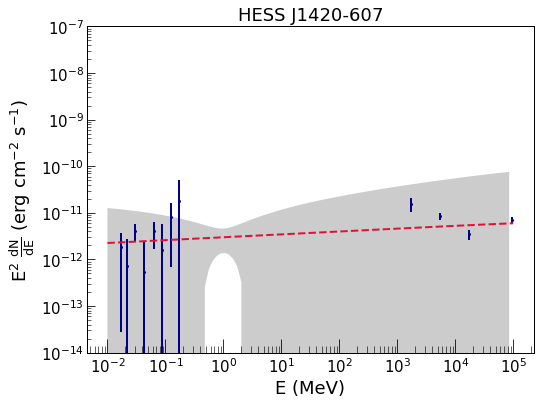 HESS J1420-607
E² dN/dE (erg cm⁻² s⁻¹)
10⁻⁷
10⁻⁸
10⁻⁹
10⁻¹⁰
10⁻¹¹
10⁻¹²
10⁻¹³
10⁻¹⁴
10⁻² 10⁻¹ 10⁰ 10¹ 10² 10³ 10⁴ 10⁵
E (MeV)